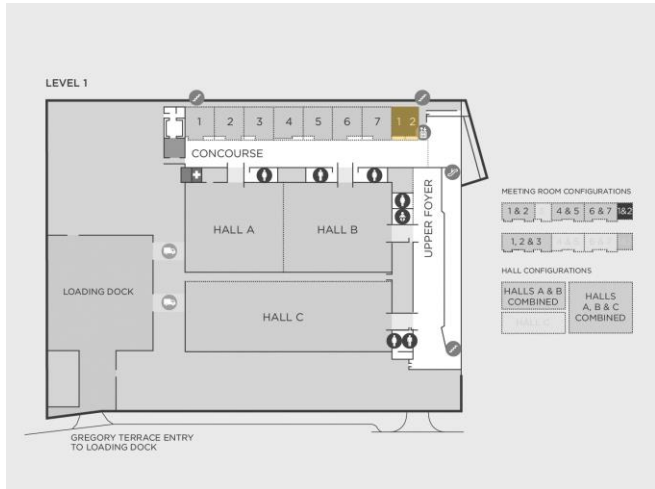 LEVEL 1
1 2 3 4 5 6 7 1 2
CONCOURSE
HALL A
HALL B
UPPER FOYER
LOADING DOCK
HALL C
GREGORY TERRACE ENTRY
TO LOADING DOCK
MEETING ROOM CONFIGURATIONS
1 & 2 4 & 5 6 & 7 1&2
1, 2 & 3
HALL CONFIGURATIONS
HALLS A & B
COMBINED
HALL C
HALLS
A, B & C
COMBINED